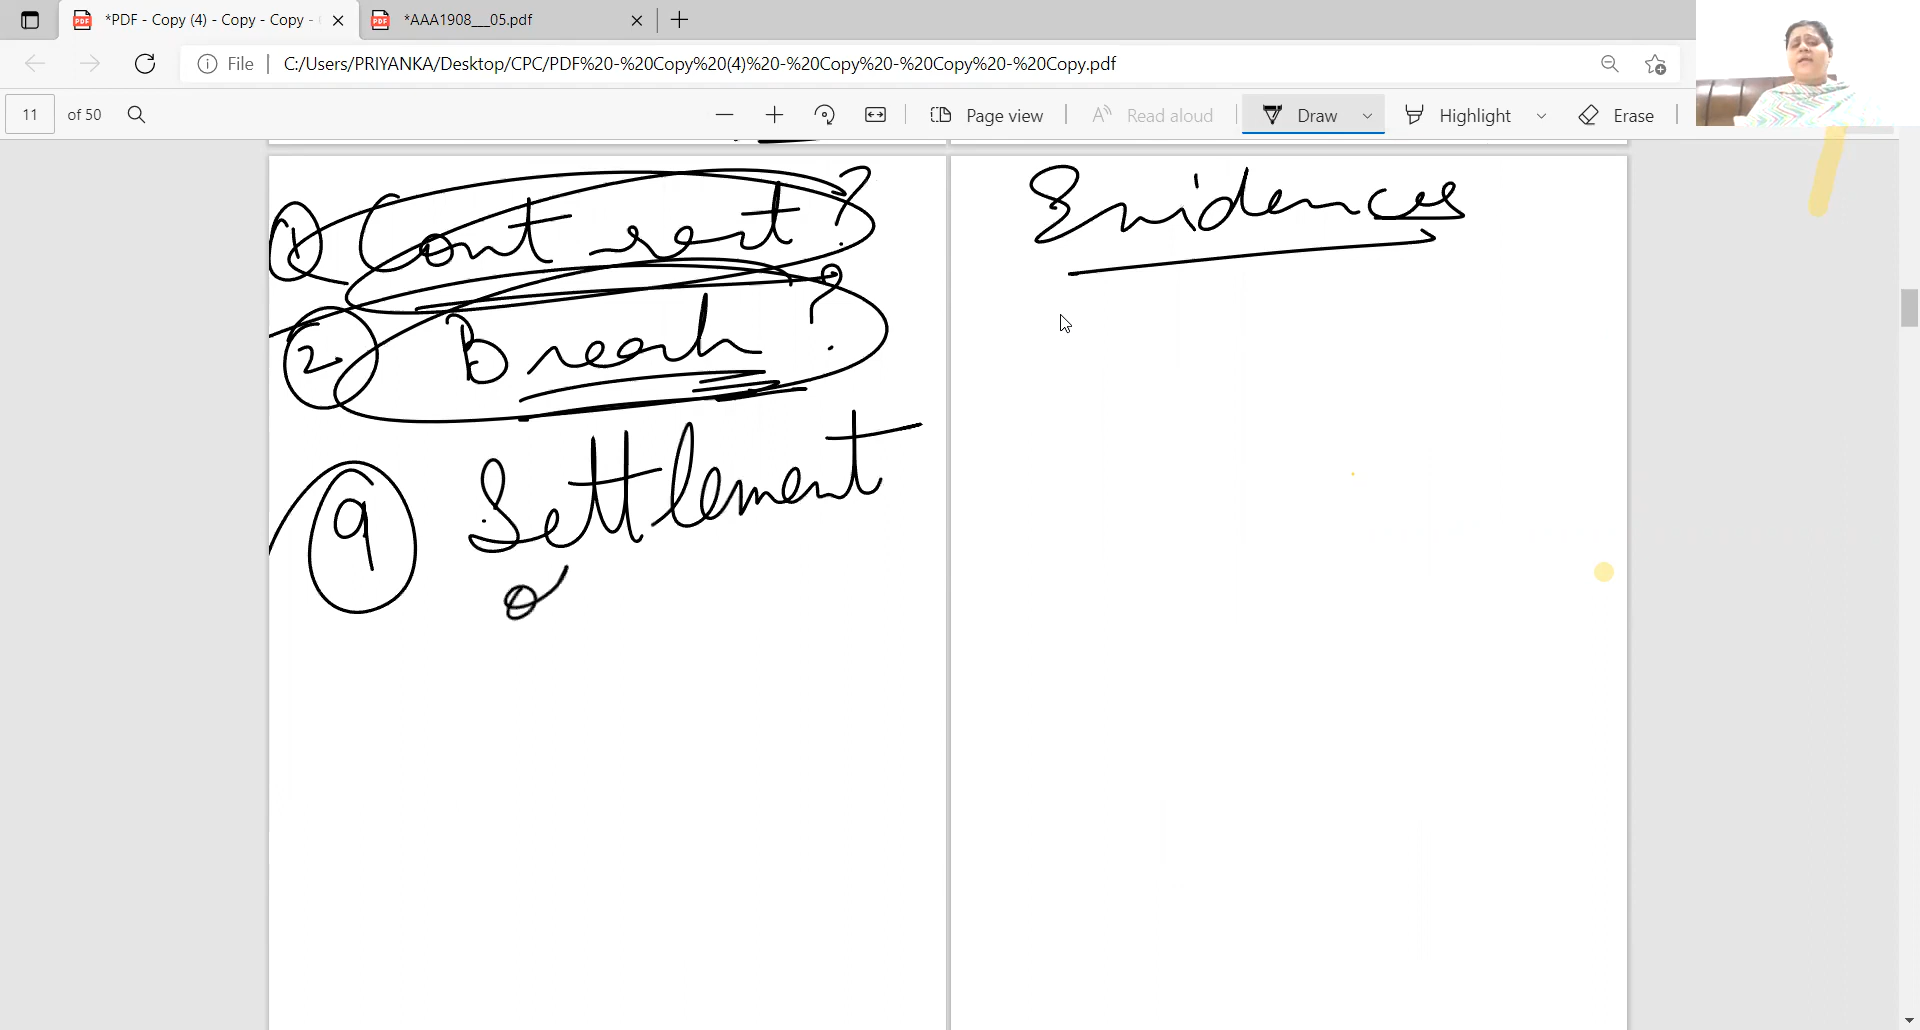 *PDF - Copy (4) - Copy - Copy -
*AAA1908___05.pdf
File
C:/Users/PRIYANKA/Desktop/CPC/PDF%20-%20Copy%20(4)%20-%20Copy%20-%20Copy%20-%20Copy.pdf
11 of 50
Page view
Read aloud
Draw
Highlight
Erase
① Contract?
② Breach?
⑨ Settlement
of
Evidences